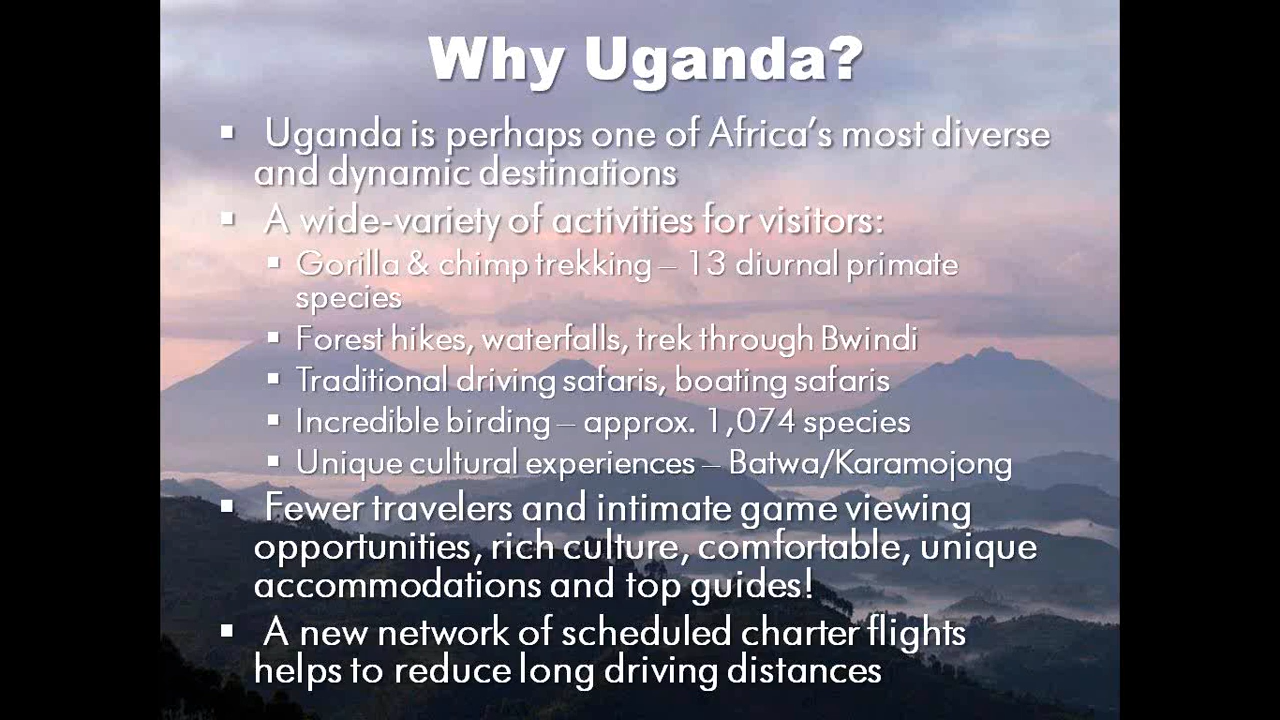 Why Uganda?
▪ Uganda is perhaps one of Africa's most diverse
and dynamic destinations
▪ A wide-variety of activities for visitors:
▪ Gorilla & chimp trekking – 13 diurnal primate
species
▪ Forest hikes, waterfalls, trek through Bwindi
▪ Traditional driving safaris, boating safaris
▪ Incredible birding – approx. 1,074 species
▪ Unique cultural experiences – Batwa/Karamojong
▪ Fewer travelers and intimate game viewing
opportunities, rich culture, comfortable, unique
accommodations and top guides!
▪ A new network of scheduled charter flights
helps to reduce long driving distances